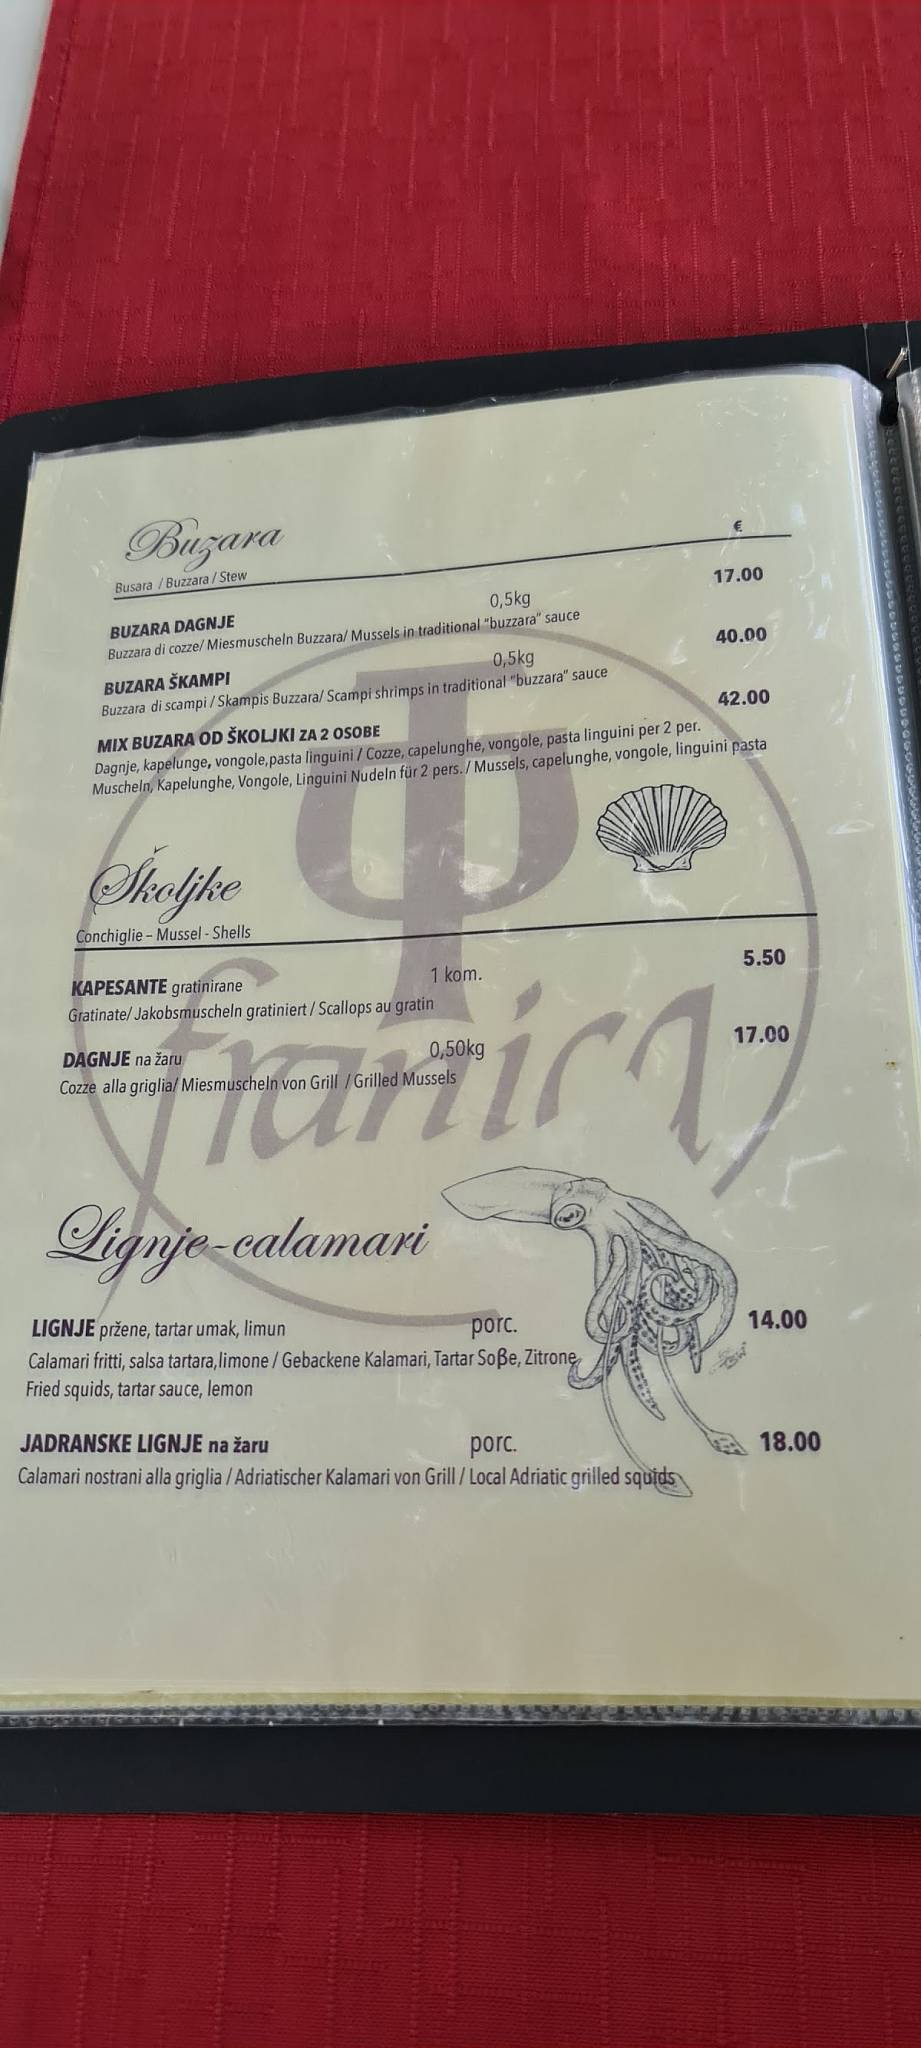 Buzara
€
Busara / Buzzara / Stew
BUZARA DAGNJE 0,5kg 17.00
Buzzara di cozze/ Miesmuscheln Buzzara/ Mussels in traditional "buzzara" sauce
BUZARA ŠKAMPI 0,5kg 40.00
Buzzara di scampi / Skampis Buzzara/ Scampi shrimps in traditional "buzzara" sauce
MIX BUZARA OD ŠKOLJKI ZA 2 OSOBE 42.00
Dagnje, kapelunge, vongole,pasta linguini / Cozze, capelunghe, vongole, pasta linguini per 2 per.
Muscheln, Kapelunghe, Vongole, Linguini Nudeln für 2 pers. / Mussels, capelunghe, vongole, linguini pasta
Školjke
Conchiglie – Mussel - Shells
KAPESANTE gratinirane 1 kom. 5.50
Gratinate/ Jakobsmuscheln gratiniert / Scallops au gratin
DAGNJE na žaru 0,50kg 17.00
Cozze alla griglia/ Miesmuscheln von Grill / Grilled Mussels
Lignje-calamari
LIGNJE pržene, tartar umak, limun porc. 14.00
Calamari fritti, salsa tartara,limone / Gebackene Kalamari, Tartar Soße, Zitrone
Fried squids, tartar sauce, lemon
JADRANSKE LIGNJE na žaru porc. 18.00
Calamari nostrani alla griglia / Adriatischer Kalamari von Grill / Local Adriatic grilled squids